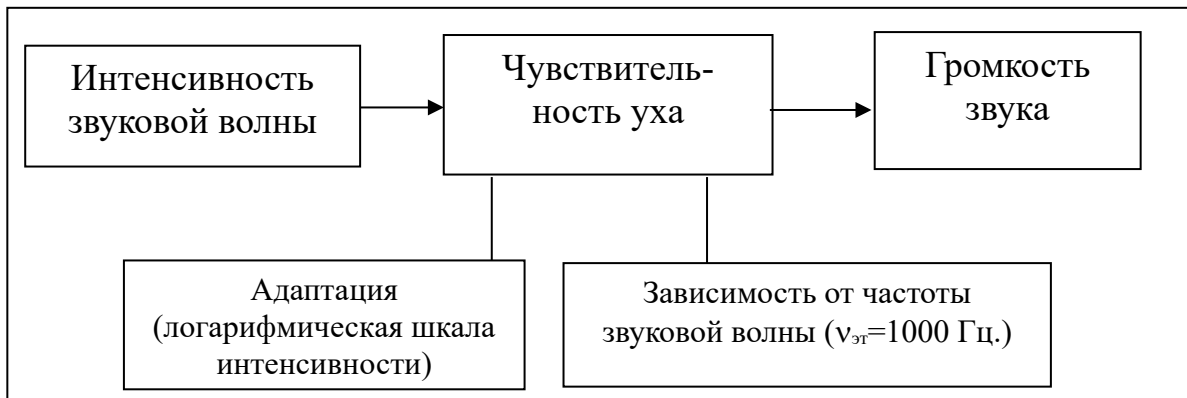 Интенсивность
звуковой волны
Чувствитель-
ность уха
Громкость
звука
Адаптация
(логарифмическая шкала
интенсивности)
Зависимость от частоты
звуковой волны (νэт=1000 Гц.)